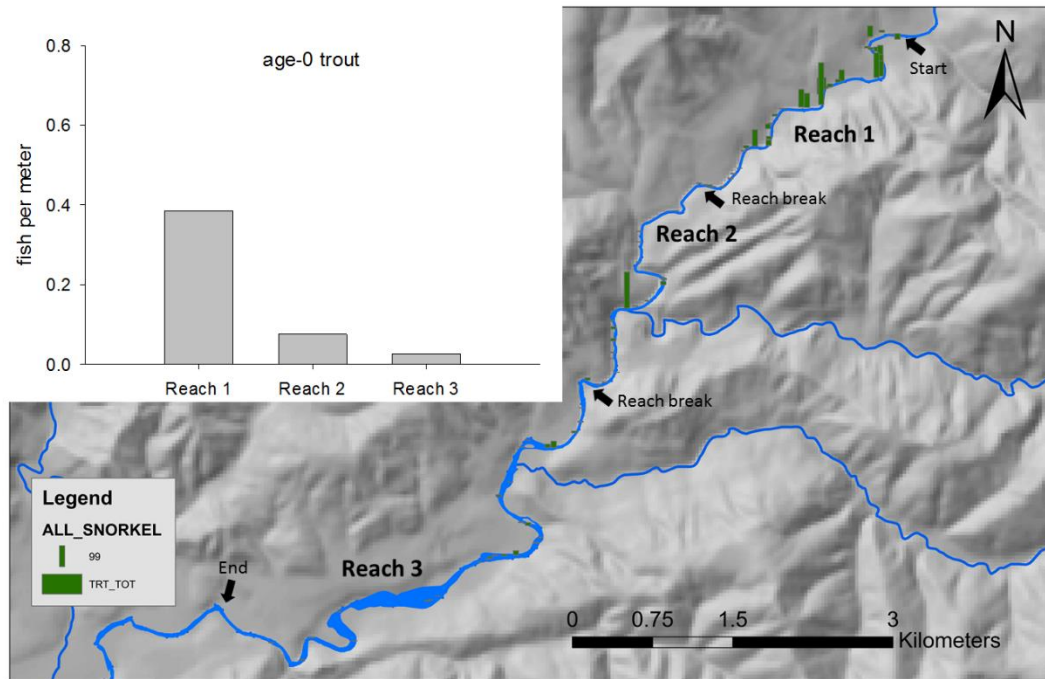 age-0 trout
fish per meter
0.8
0.6
0.4
0.2
0.0
Reach 1
Reach 2
Reach 3
Start
N
Reach 1
Reach break
Reach 2
Reach break
Reach 3
End
Legend
ALL_SNORKEL
99
TRT_TOT
0 0.75 1.5 3
Kilometers